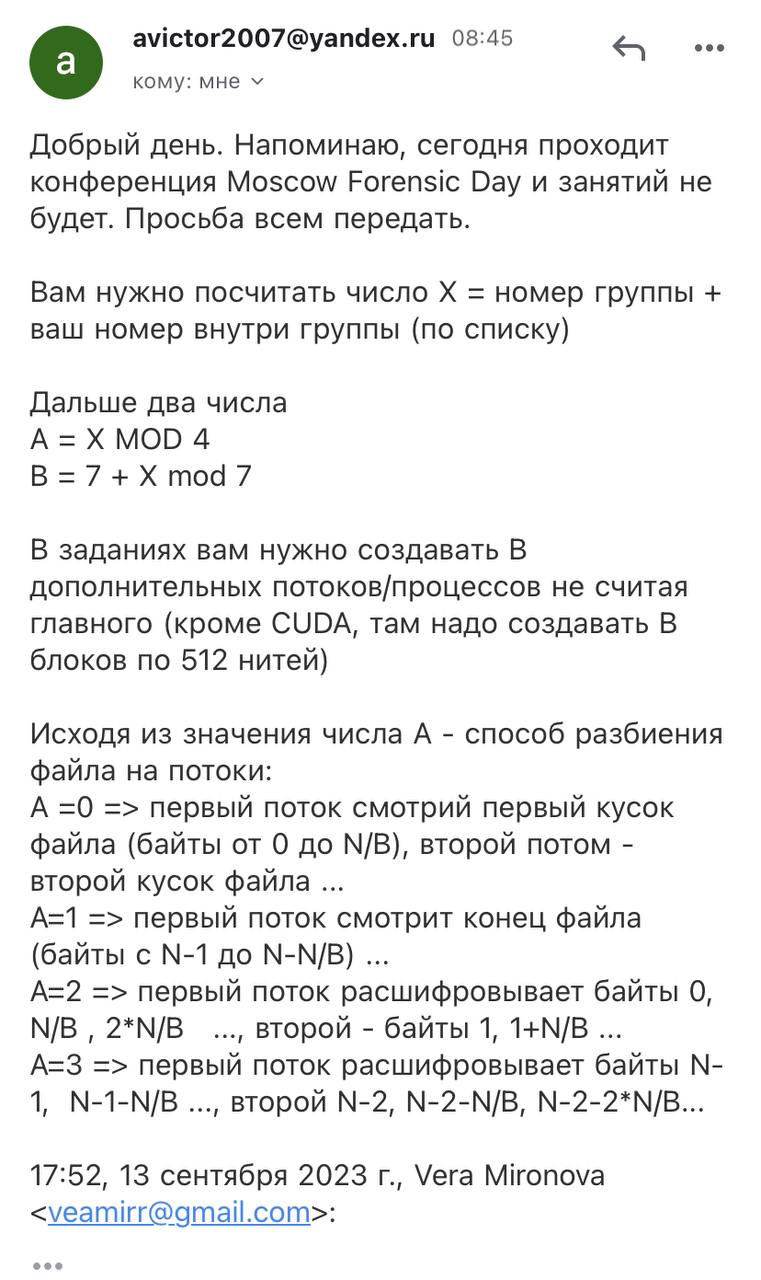 a
avictor2007@yandex.ru 08:45
кому: мне
Добрый день. Напоминаю, сегодня проходит
конференция Moscow Forensic Day и занятий не
будет. Просьба всем передать.
Вам нужно посчитать число X = номер группы +
ваш номер внутри группы (по списку)
Дальше два числа
A = X MOD 4
B = 7 + X mod 7
В заданиях вам нужно создавать B
дополнительных потоков/процессов не считая
главного (кроме CUDA, там надо создавать B
блоков по 512 нитей)
Исходя из значения числа A - способ разбиения
файла на потоки:
A =0 => первый поток смотрий первый кусок
файла (байты от 0 до N/B), второй потом -
второй кусок файла ...
A=1 => первый поток смотрит конец файла
(байты с N-1 до N-N/B) ...
A=2 => первый поток расшифровывает байты 0,
N/B , 2*N/B ..., второй - байты 1, 1+N/B ...
A=3 => первый поток расшифровывает байты N-
1, N-1-N/B ..., второй N-2, N-2-N/B, N-2-2*N/B...
17:52, 13 сентября 2023 г., Vera Mironova
<veamirr@gmail.com>: